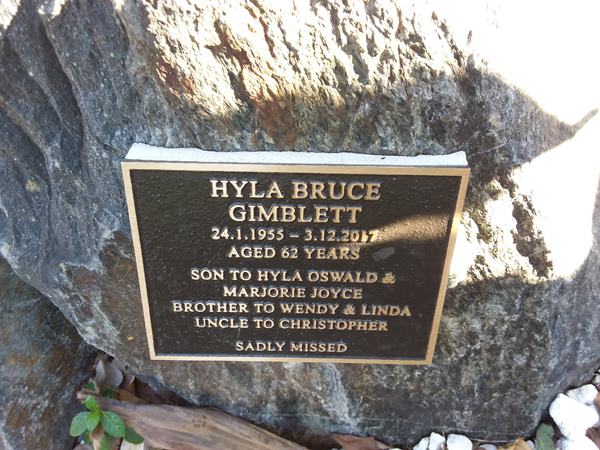 HYLA BRUCE
GIMBLETT
24.1.1955 – 3.12.2017
AGED 62 YEARS
SON TO HYLA OSWALD &
MARJORIE JOYCE
BROTHER TO WENDY & LINDA
UNCLE TO CHRISTOPHER
SADLY MISSED